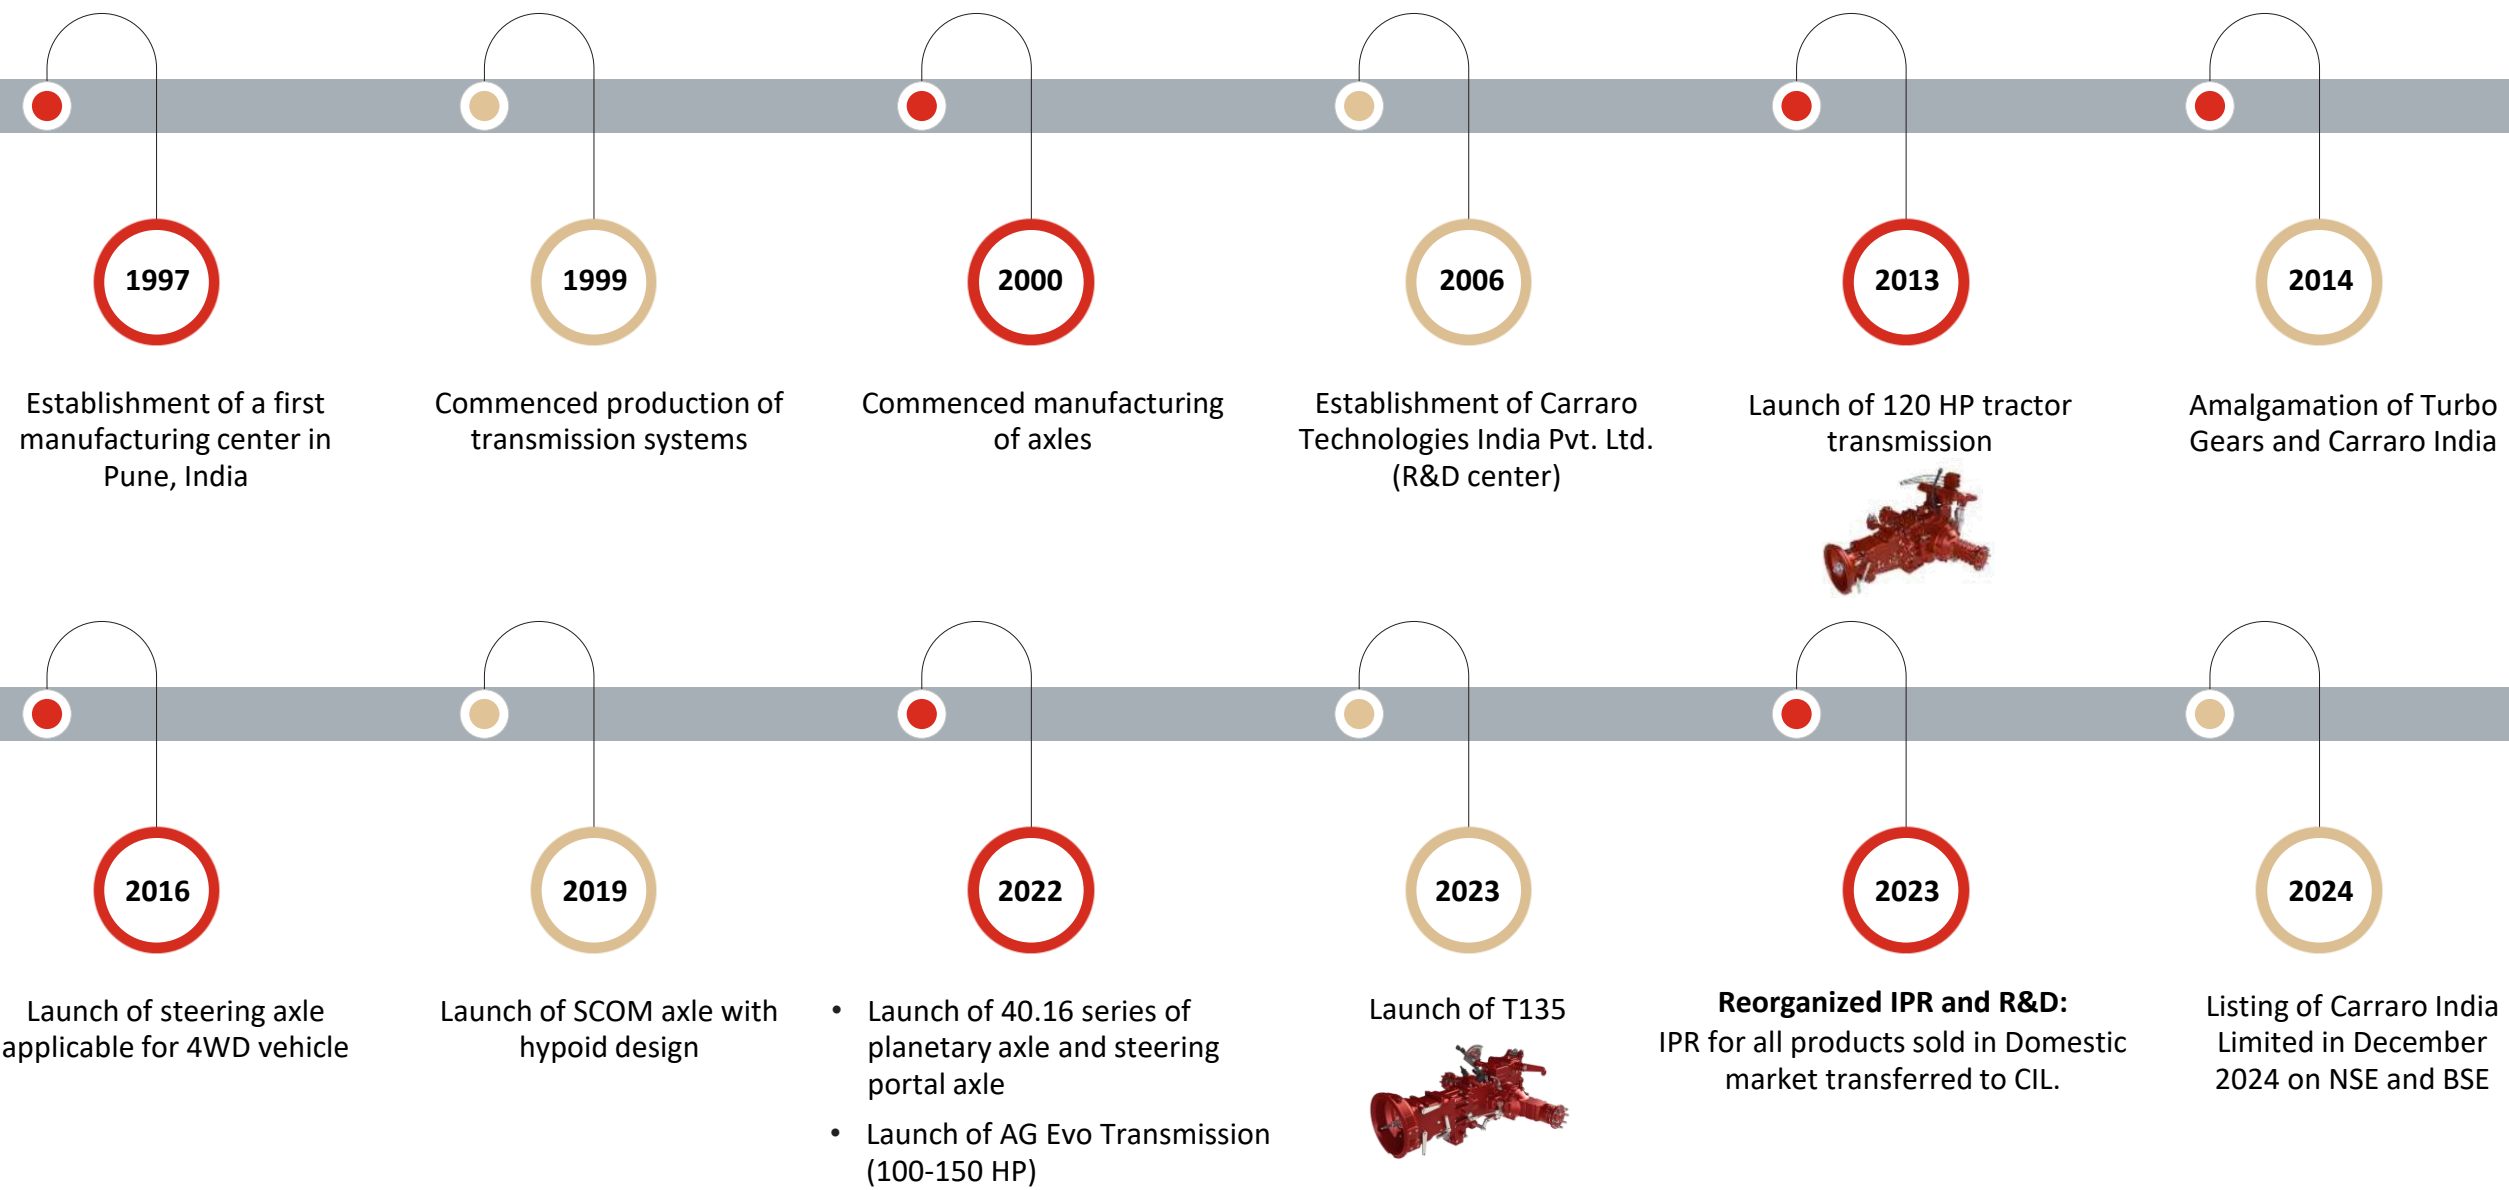 1997
Establishment of a first
manufacturing center in
Pune, India
1999
Commenced production of
transmission systems
2000
Commenced manufacturing
of axles
2006
Establishment of Carraro
Technologies India Pvt. Ltd.
(R&D center)
2013
Launch of 120 HP tractor
transmission
2014
Amalgamation of Turbo
Gears and Carraro India
2016
Launch of steering axle
applicable for 4WD vehicle
2019
Launch of SCOM axle with
hypoid design
2022
• Launch of 40.16 series of
planetary axle and steering
portal axle
• Launch of AG Evo Transmission
(100-150 HP)
2023
Launch of T135
2023
Reorganized IPR and R&D:
IPR for all products sold in Domestic
market transferred to CIL.
2024
Listing of Carraro India
Limited in December
2024 on NSE and BSE